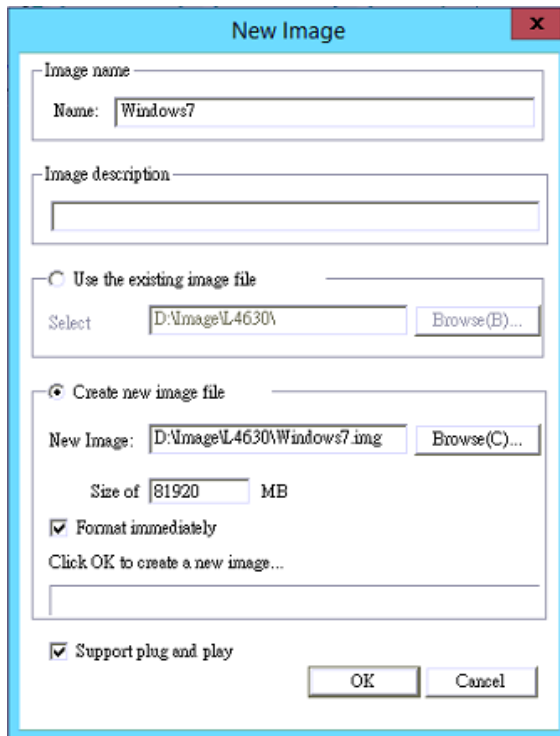 New Image
x
Image name
Name: Windows7
Image description
Use the existing image file
Select D:\Image\L4630\ Browse(B)...
Create new image file
New Image: D:\Image\L4630\Windows7.img Browse(C)...
Size of 81920 MB
Format immediately
Click OK to create a new image...
Support plug and play
OK Cancel